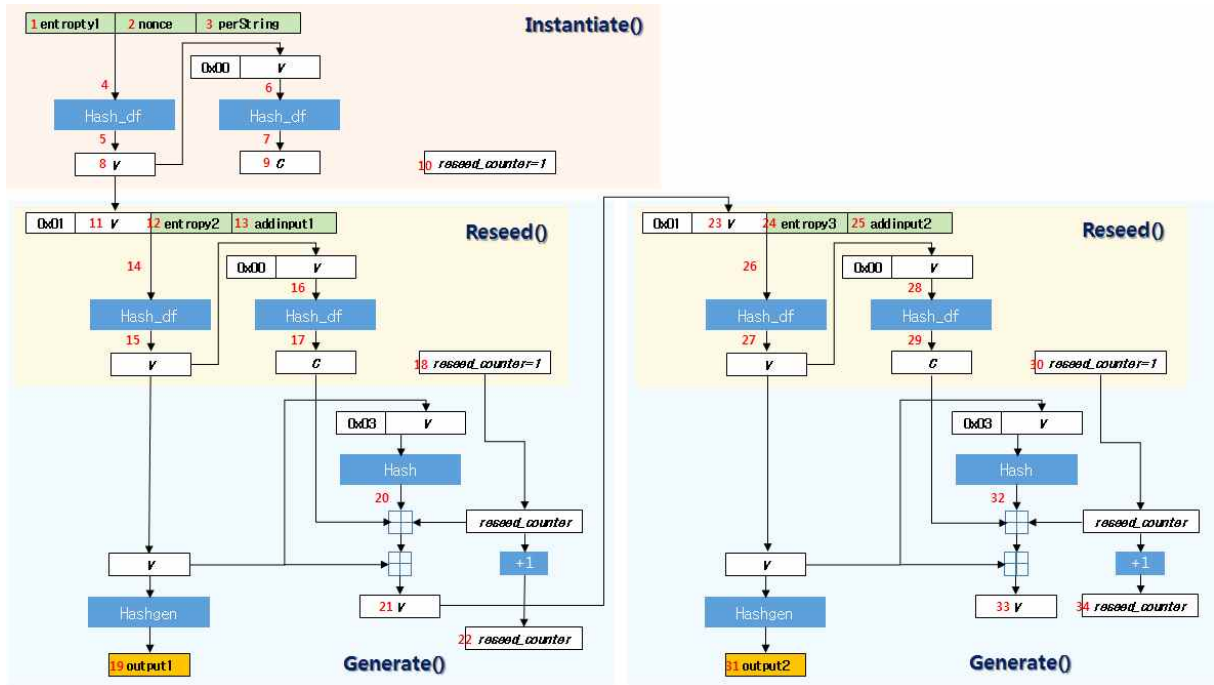 1 entropty1 2 nonce 3 perString
Instantiate()
0x00 V
4
6
Hash_df Hash_df
5
7
8 V
9 C
10 reseed_counter=1
0x01 11 V 12 entropy2 13 addinput1
Reseed()
0x00 V
14
16
Hash_df Hash_df
15
17
V
C
18 reseed_counter=1
0x03 V
Hash
20
reseed_counter
V
+1
21 V
Hashgen
22 reseed_counter
19 output1
Generate()
0x01 23 V 24 entropy3 25 addinput2
Reseed()
0x00 V
26
28
Hash_df Hash_df
27
29
V
C
30 reseed_counter=1
0x03 V
Hash
32
reseed_counter
V
+1
33 V
34 reseed_counter
Hashgen
31 output2
Generate()